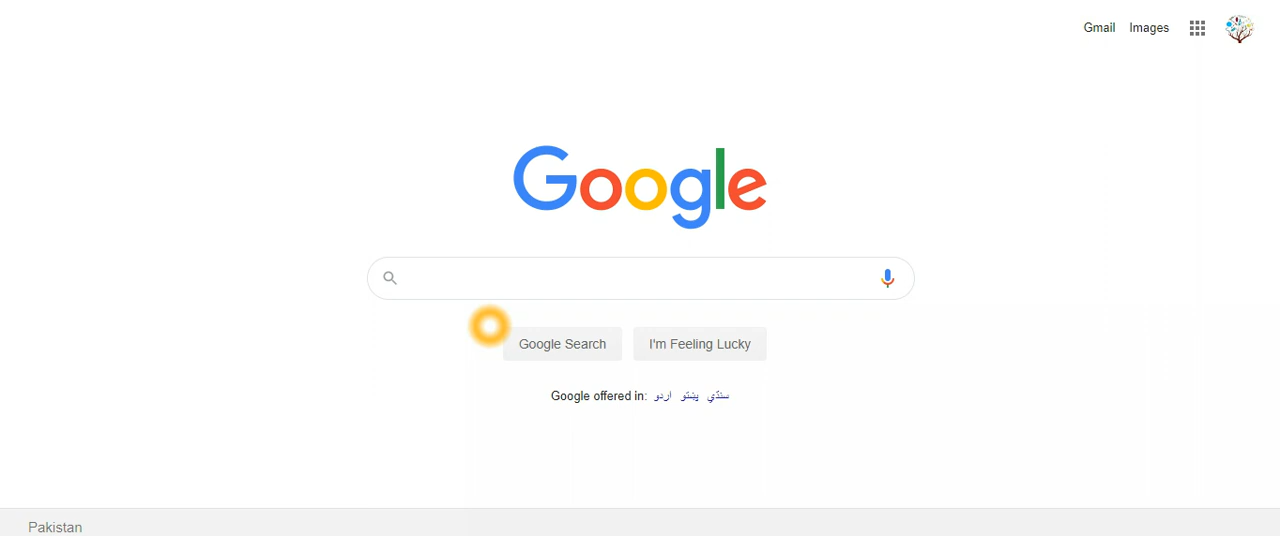 Gmail Images
Google
Google Search I'm Feeling Lucky
Google offered in: اردو پښتو سنڌي
Pakistan